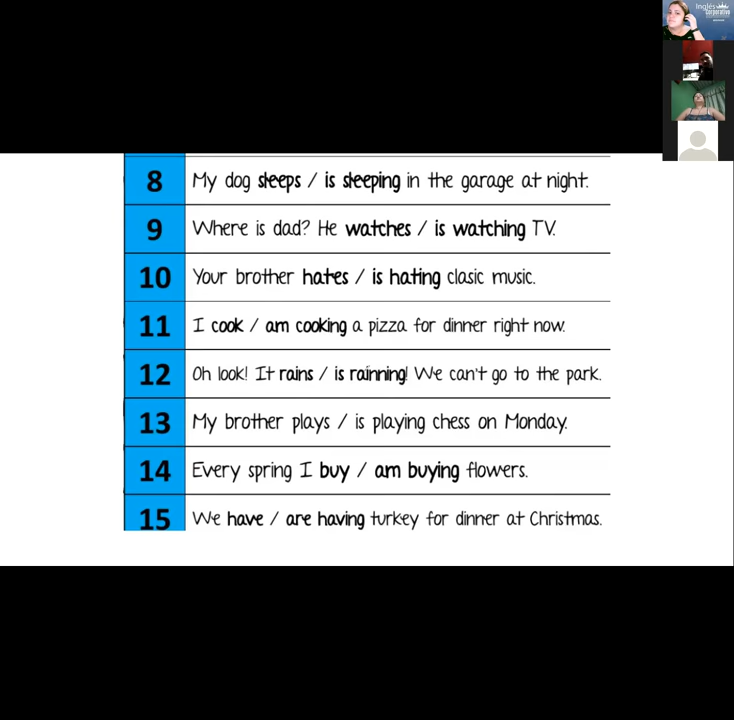 Inglés
Corporativo
8 My dog sleeps / is sleeping in the garage at night.
9 Where is dad? He watches / is watching TV.
10 Your brother hates / is hating clasic music.
11 I cook / am cooking a pizza for dinner right now.
12 Oh look! It rains / is rainning! We can't go to the park.
13 My brother plays / is playing chess on Monday.
14 Every spring I buy / am buying flowers.
15 We have / are having turkey for dinner at Christmas.